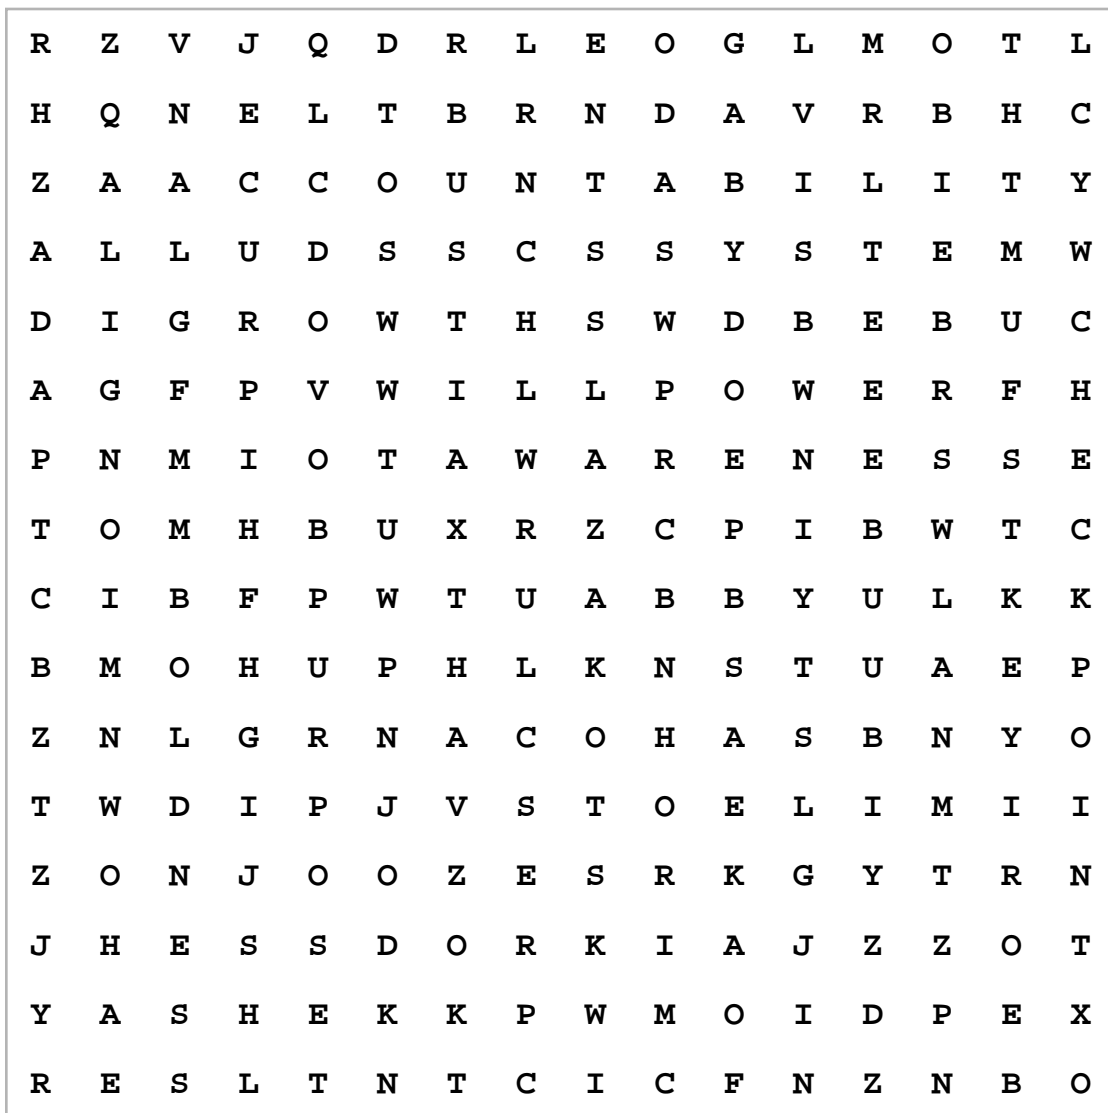 R Z V J Q D R L E O G L M O T L
H Q N E L T B R N D A V R B H C
Z A A C C O U N T A B I L I T Y
A L L U D S S C S S Y S T E M W
D I G R O W T H S W D B E B U C
A G F P V W I L L P O W E R F H
P N M I O T A W A R E N E S S E
T O M H B U X R Z C P I B W T C
C I B F P W T U A B B Y U L K K
B M O H U P H L K N S T U A E P
Z N L G R N A C O H A S B N Y O
T W D I P J V S T O E L I M I I
Z O N J O O Z E S R K G Y T R N
J H E S S D O R K I A J Z Z O T
Y A S H E K K P W M O I D P E X
R E S L T N T C I C F N Z N B O